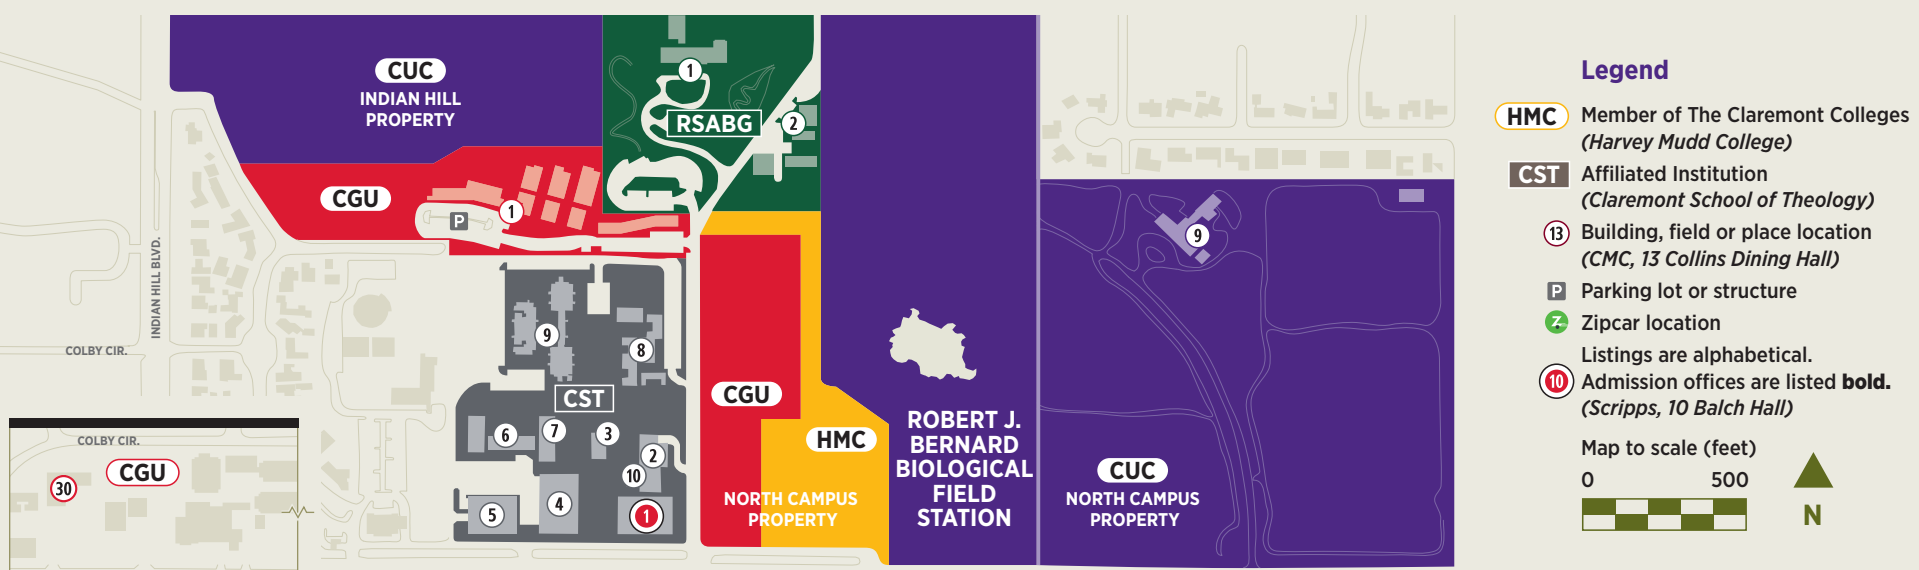 CUC
INDIAN HILL
PROPERTY
1
RSABG
2
CGU
P
1
INDIAN HILL BLVD.
COLBY CIR.
9
8
CST
6
7
3
2
10
4
5
1
COLBY CIR.
CGU
30
CGU
HMC
NORTH CAMPUS
PROPERTY
ROBERT J.
BERNARD
BIOLOGICAL
FIELD
STATION
9
CUC
NORTH CAMPUS
PROPERTY
Legend
HMC Member of The Claremont Colleges
(Harvey Mudd College)
CST Affiliated Institution
(Claremont School of Theology)
13 Building, field or place location
(CMC, 13 Collins Dining Hall)
P Parking lot or structure
Z Zipcar location
Listings are alphabetical.
10 Admission offices are listed bold.
(Scripps, 10 Balch Hall)
Map to scale (feet)
0 500
N